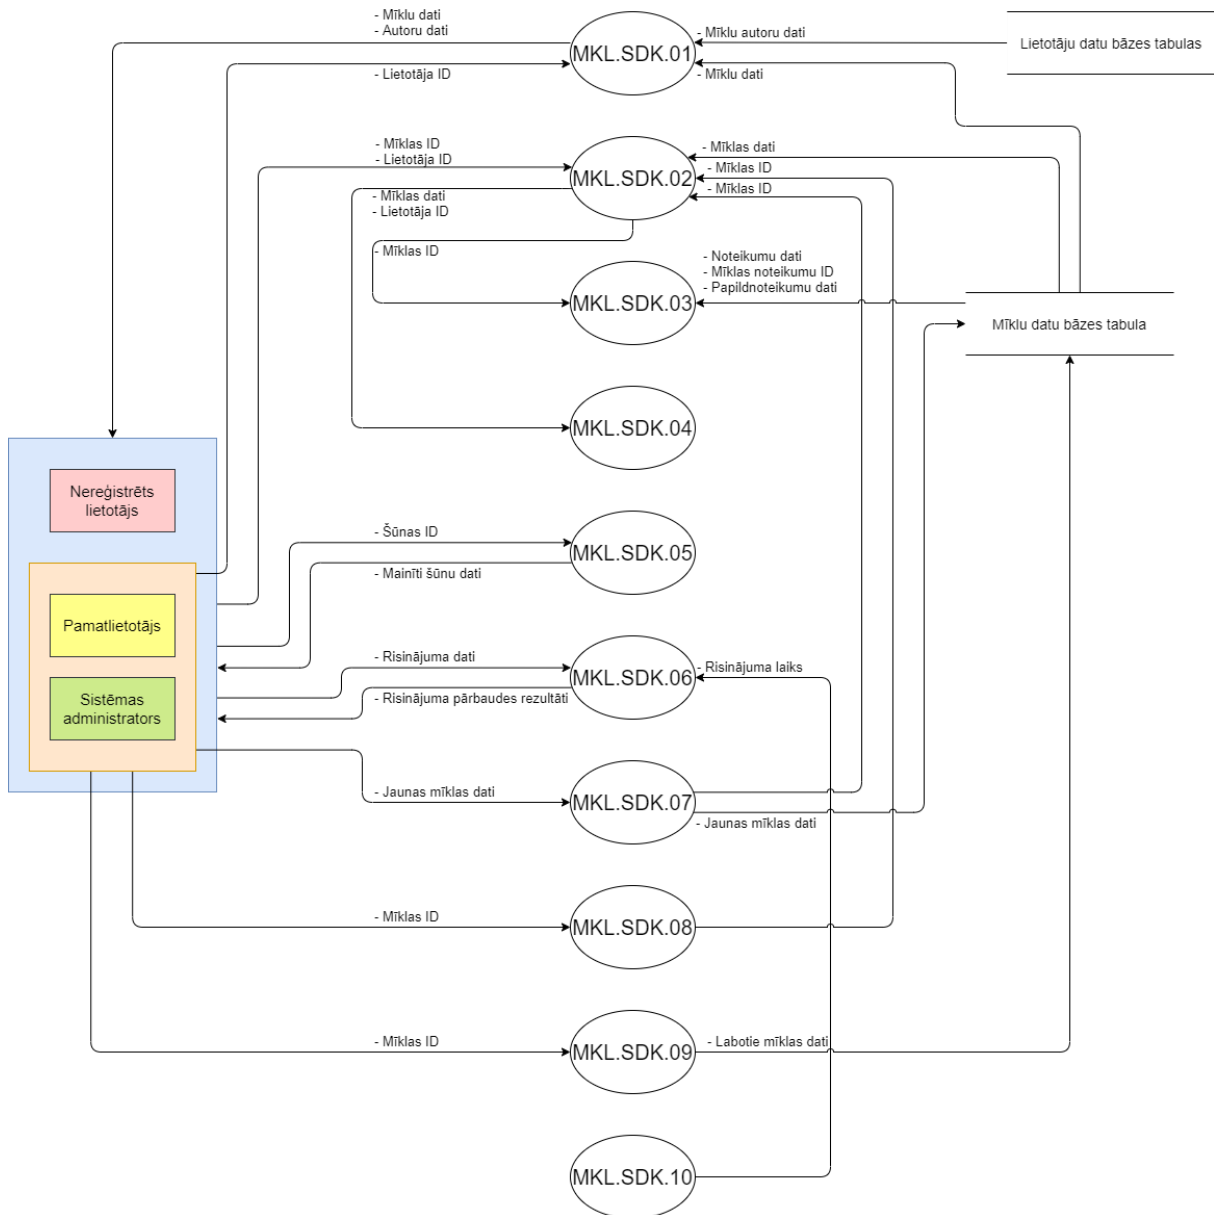 - Mīklu dati
- Autoru dati
MKL.SDK.01
- Mīklu autoru dati
Lietotāju datu bāzes tabulas
- Lietotāja ID
- Mīklu dati
- Mīklas ID
- Lietotāja ID
MKL.SDK.02
- Mīklas dati
- Mīklas ID
- Mīklas ID
- Mīklas dati
- Lietotāja ID
- Mīklas ID
MKL.SDK.03
- Noteikumu dati
- Mīklas noteikumu ID
- Papildnoteikumu dati
Mīklu datu bāzes tabula
MKL.SDK.04
Nereģistrēts
lietotājs
- Šūnas ID
MKL.SDK.05
- Mainīti šūnu dati
Pamatlietotājs
- Risinājuma dati
MKL.SDK.06
- Risinājuma laiks
- Risinājuma pārbaudes rezultāti
Sistēmas
administrators
- Jaunas mīklas dati
MKL.SDK.07
- Jaunas mīklas dati
- Mīklas ID
MKL.SDK.08
- Mīklas ID
MKL.SDK.09
- Labotie mīklas dati
MKL.SDK.10